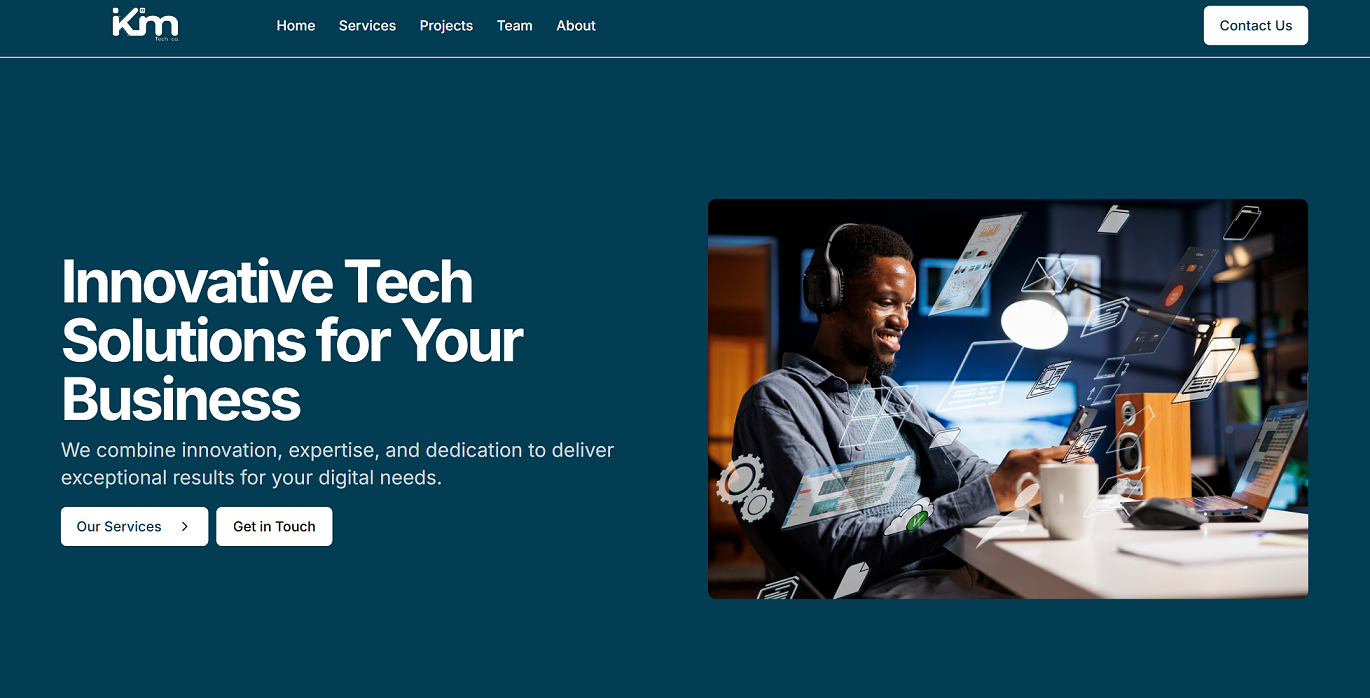 iKm
Tech co.
Home Services Projects Team About Contact Us
Innovative Tech
Solutions for Your
Business
We combine innovation, expertise, and dedication to deliver
exceptional results for your digital needs.
Our Services Get in Touch